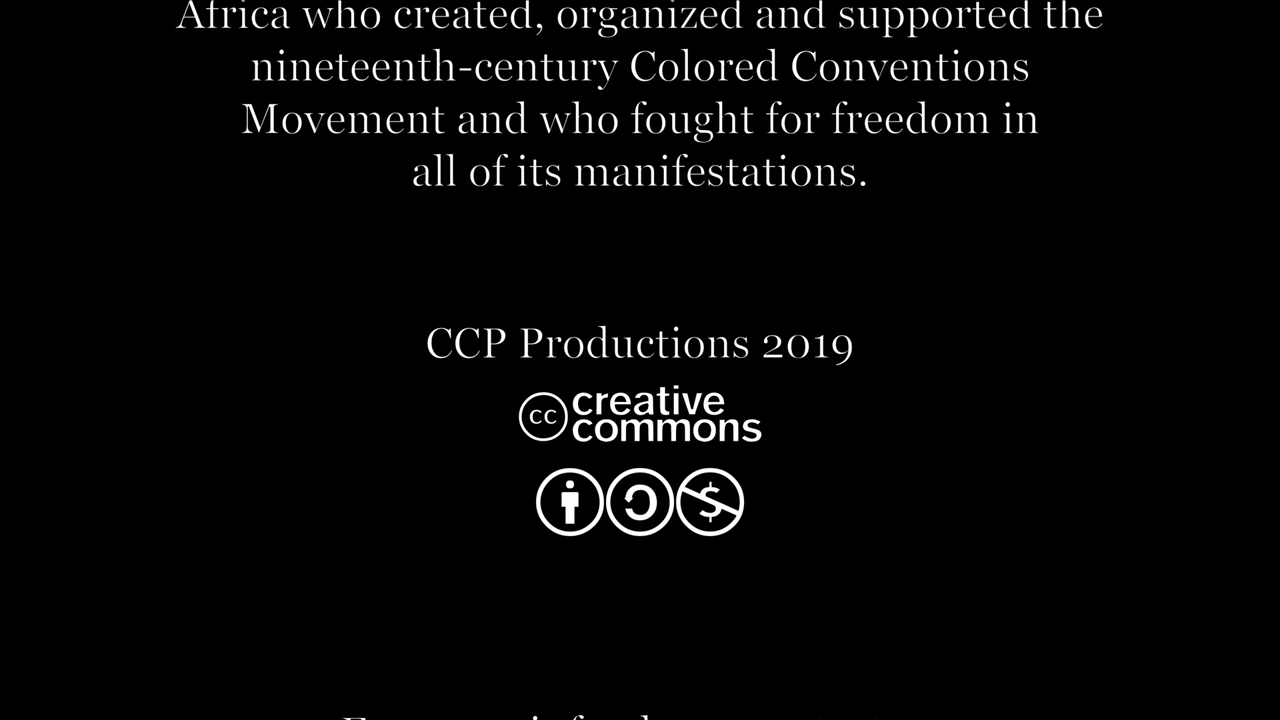 Africa who created, organized and supported the
nineteenth-century Colored Conventions
Movement and who fought for freedom in
all of its manifestations.
CCP Productions 2019
cc creative
commons